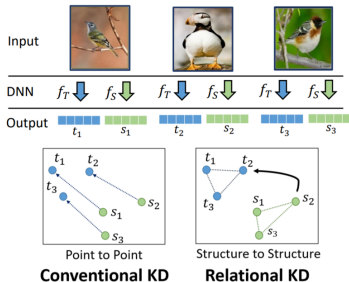 Input
DNN
f_T f_S f_T f_S f_T f_S
Output
t_1 s_1 t_2 s_2 t_3 s_3
t_1 t_2
t_3
s_2
s_1
s_3
Point to Point
Conventional KD
t_1 t_2
t_3
s_2
s_1
s_3
Structure to Structure
Relational KD